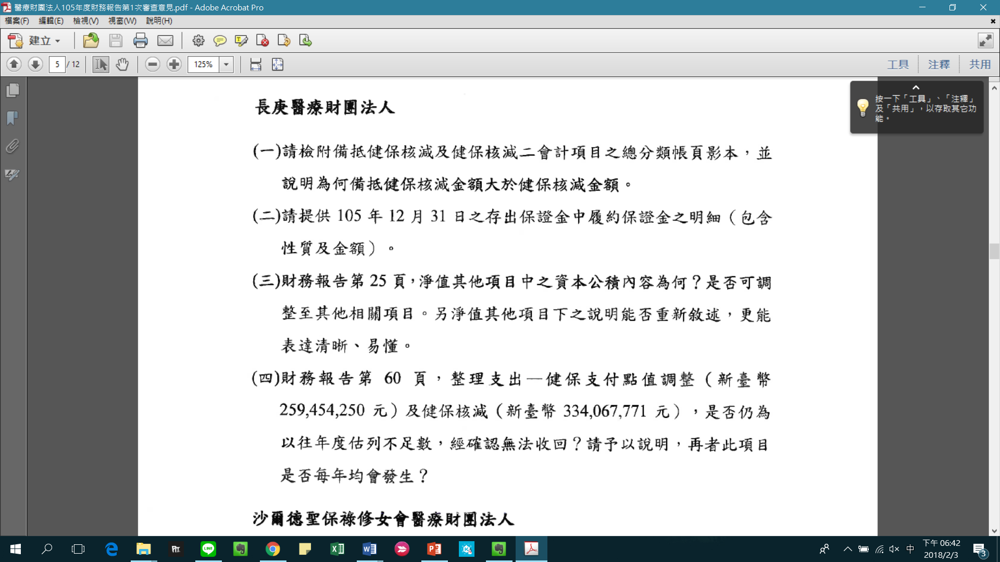 醫療財團法人105年度財務報告第1次審查意見.pdf - Adobe Acrobat Pro
檔案(F) 編輯(E) 檢視(V) 視窗(W) 說明(H)
建立
5 / 12 125% 工具 注釋 共用
按一下「工具」、「注釋」
及「共用」，以存取其它功
能。
長庚醫療財團法人
(一)請檢附備抵健保核減及健保核減二會計項目之總分類帳頁影本，並
說明為何備抵健保核減金額大於健保核減金額。
(二)請提供 105 年 12 月 31 日之存出保證金中履約保證金之明細（包含
性質及金額）。
(三)財務報告第 25 頁，淨值其他項目中之資本公積內容為何？是否可調
整至其他相關項目。另淨值其他項目下之說明能否重新敘述，更能
表達清晰、易懂。
(四)財務報告第 60 頁，整理支出—健保支付點值調整（新臺幣
259,454,250 元）及健保核減（新臺幣 334,067,771 元），是否仍為
以往年度估列不足數，經確認無法收回？請予以說明，再者此項目
是否每年均會發生？
沙爾德聖保祿修女會醫療財團法人
中 下午 06:42
2018/2/3
3